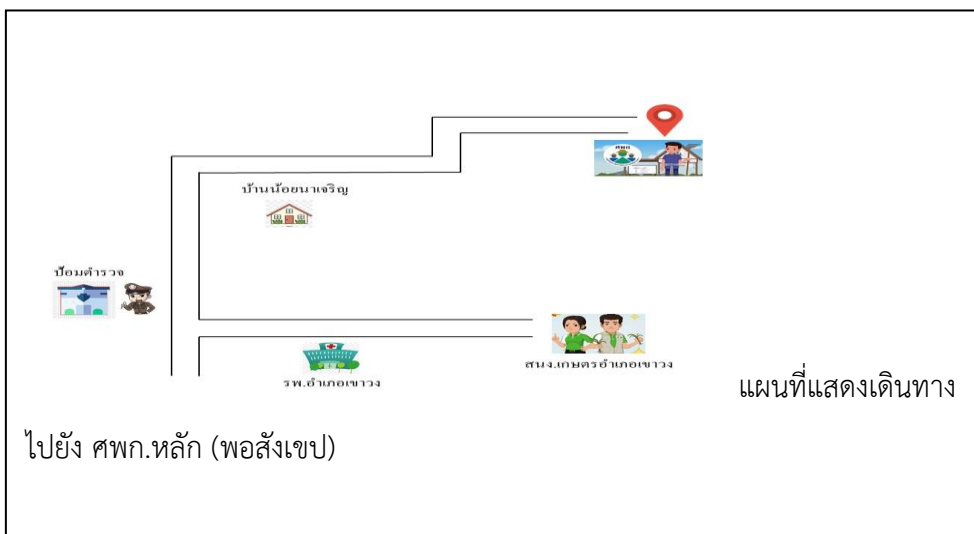 ศพก
บ้านน้อยนาเจริญ
ป้อมตำรวจ
สนง.เกษตรอำเภอเขาวง
รพ.อำเภอเขาวง
แผนที่แสดงเดินทาง
ไปยัง ศพก.หลัก (พอสังเขป)